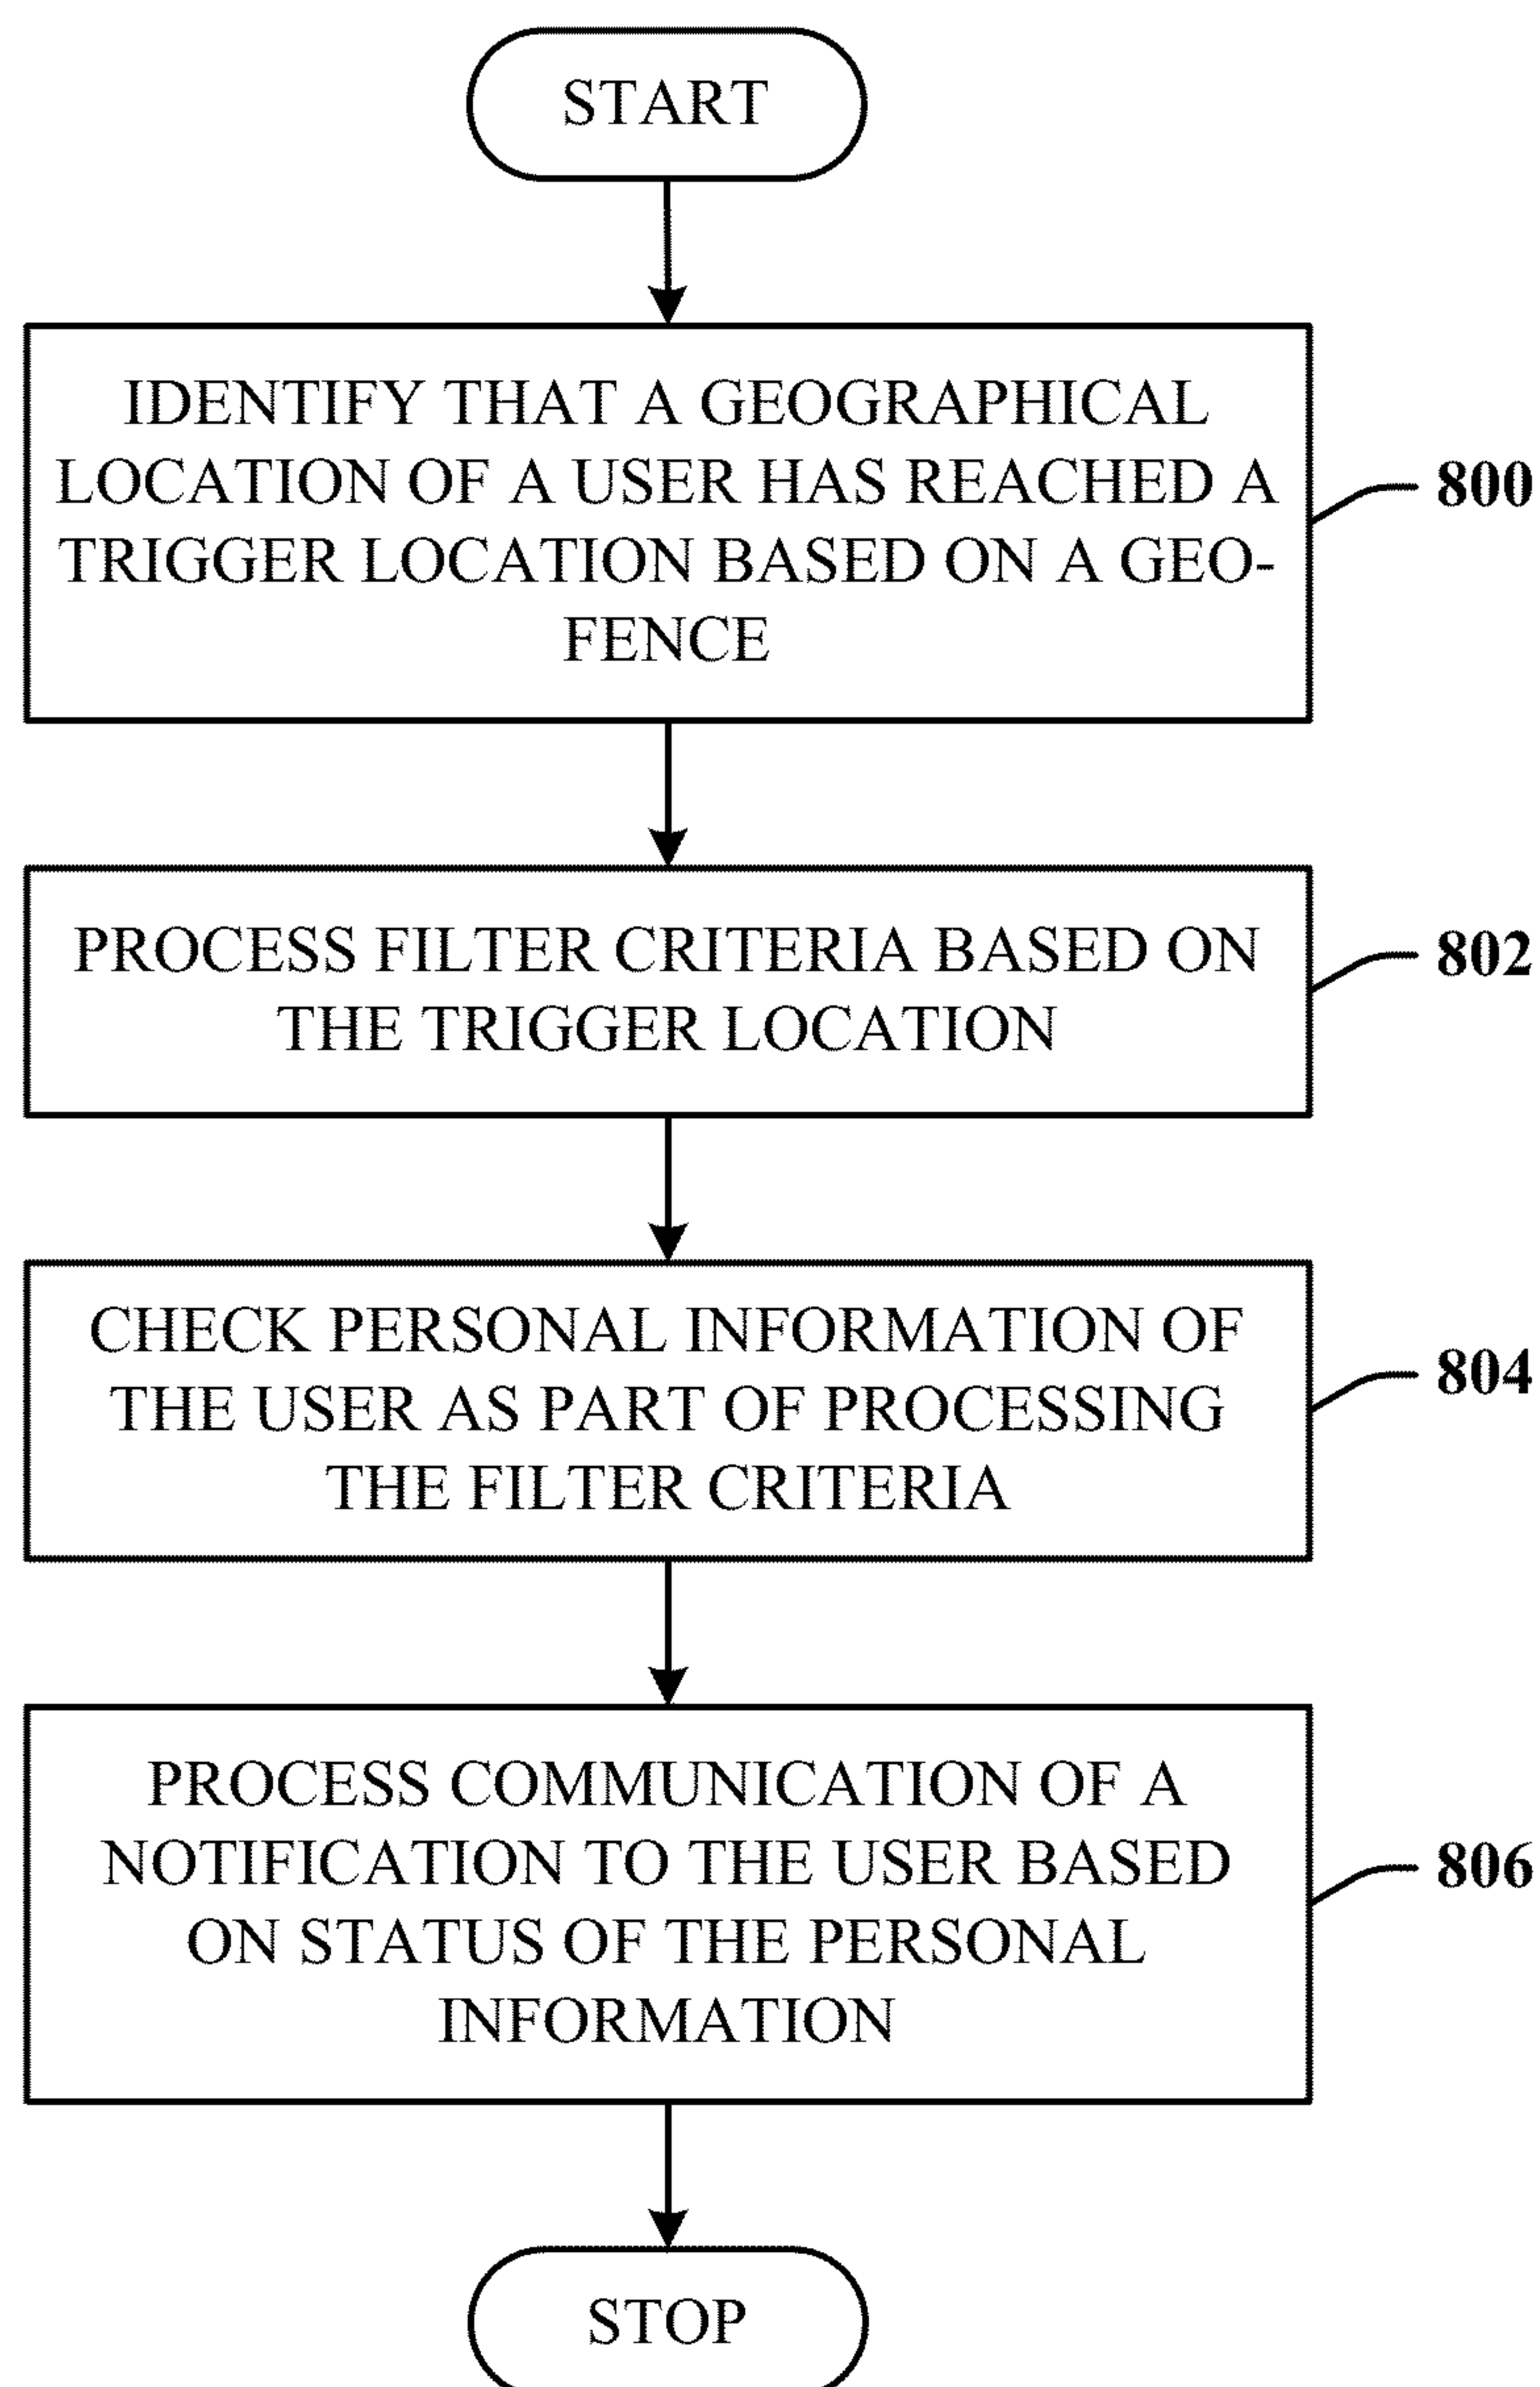 START
IDENTIFY THAT A GEOGRAPHICAL
LOCATION OF A USER HAS REACHED A
TRIGGER LOCATION BASED ON A GEO-
FENCE
800
PROCESS FILTER CRITERIA BASED ON
THE TRIGGER LOCATION
802
CHECK PERSONAL INFORMATION OF
THE USER AS PART OF PROCESSING
THE FILTER CRITERIA
804
PROCESS COMMUNICATION OF A
NOTIFICATION TO THE USER BASED
ON STATUS OF THE PERSONAL
INFORMATION
806
STOP